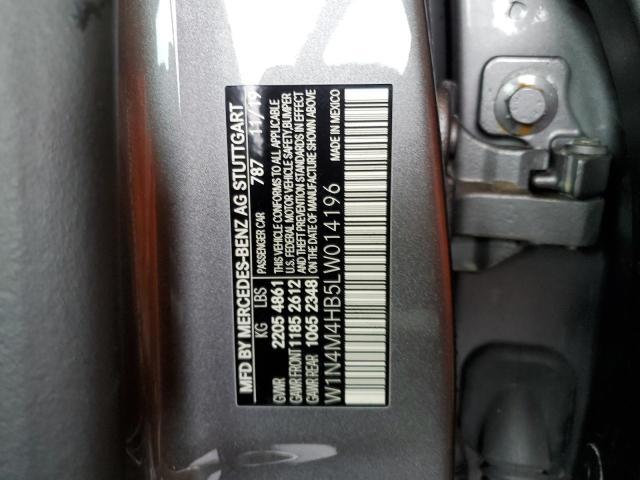 MFD BY MERCEDES-BENZ AG STUTTGART
KG LBS PASSENGER CAR 787 11/19
GVWR 2205 4861 THIS VEHICLE CONFORMS TO ALL APPLICABLE
GAWR FRONT 1185 2612 U.S. FEDERAL MOTOR VEHICLE SAFETY, BUMPER
AND THEFT PREVENTION STANDARDS IN EFFECT
GAWR REAR 1065 2348 ON THE DATE OF MANUFACTURE SHOWN ABOVE
W1N4M4HB5LW014196 MADE IN MEXICO